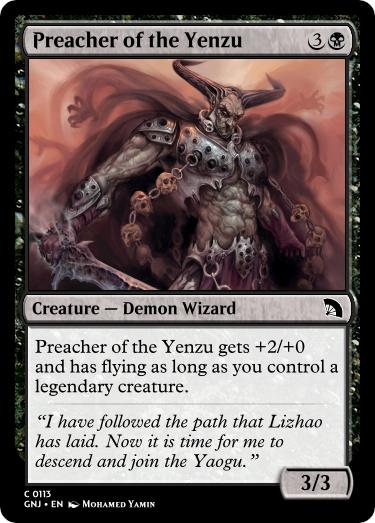 Preacher of the Yenzu 3
Creature — Demon Wizard
Preacher of the Yenzu gets +2/+0
and has flying as long as you control a
legendary creature.
“I have followed the path that Lizhao
has laid. Now it is time for me to
descend and join the Yaogu.”
3/3
C 0113
GNJ • EN Mohamed Yamin